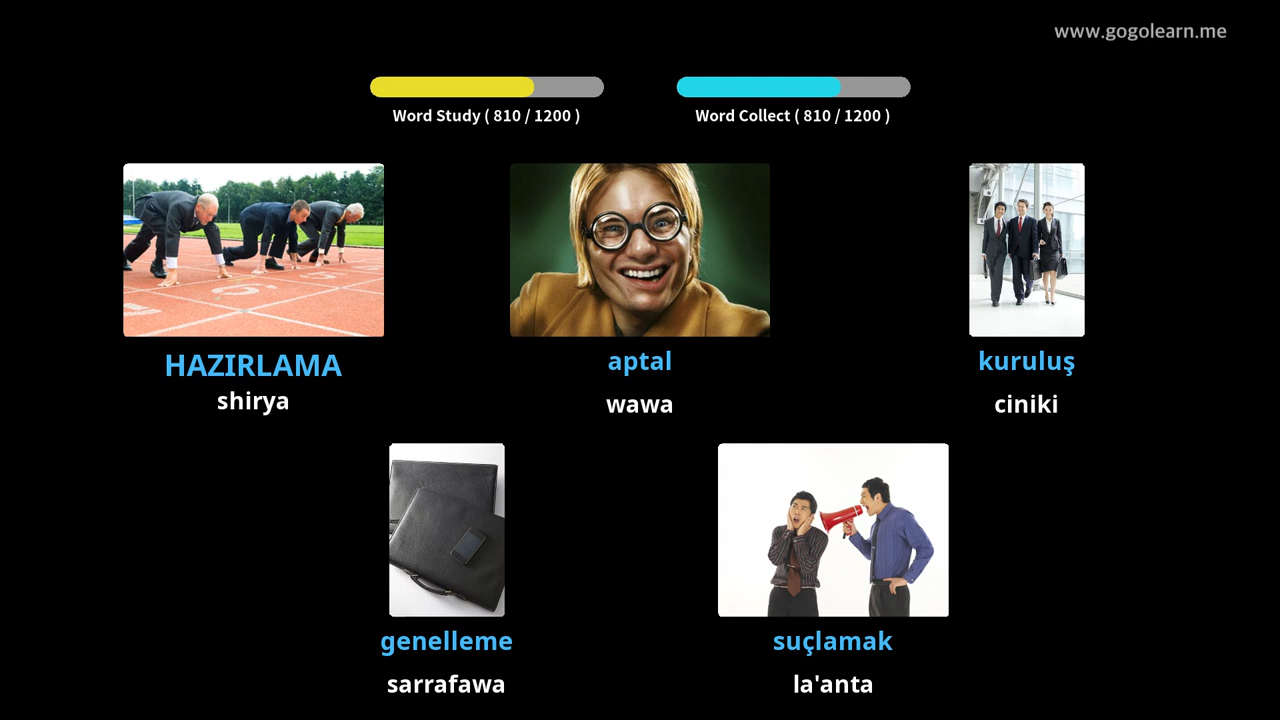 www.gogolearn.me
Word Study ( 810 / 1200 )
Word Collect ( 810 / 1200 )
HAZIRLAMA
shirya
aptal
wawa
kuruluş
ciniki
genelleme
sarrafawa
suçlamak
la'anta